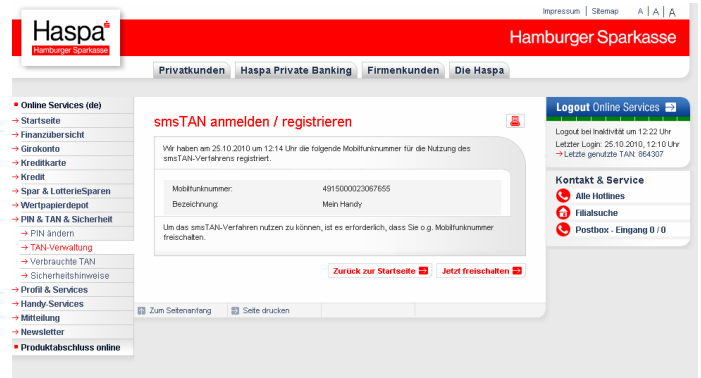 Impressum | Sitemap A | A | A
Haspa
Hamburger Sparkasse
Hamburger Sparkasse
Privatkunden Haspa Private Banking Firmenkunden Die Haspa
Online Services (de)
Startseite
Finanzübersicht
Girokonto
Kreditkarte
Kredit
Spar & LotterieSparen
Wertpapierdepot
PIN & TAN & Sicherheit
PIN ändern
TAN-Verwaltung
Verbrauchte TAN
Sicherheitshinweise
Profil & Services
Handy-Services
Mitteilung
Newsletter
Produktabschluss online
smsTAN anmelden / registrieren
Wir haben am 25.10.2010 um 12:14 Uhr die folgende Mobilfunknummer für die Nutzung des
smsTAN-Verfahrens registriert.
Mobilfunknummer: 4915000023067655
Bezeichnung: Mein Handy
Um das smsTAN-Verfahren nutzen zu können, ist es erforderlich, dass Sie o.g. Mobilfunknummer
freischalten.
Zurück zur Startseite Jetzt freischalten
Zum Seitenanfang Seite drucken
Logout Online Services
Logout bei Inaktivität um 12:22 Uhr
Letzter Login: 25.10.2010, 12:10 Uhr
Letzte genutzte TAN: 864307
Kontakt & Service
Alle Hotlines
Filialsuche
Postbox - Eingang 0 / 0